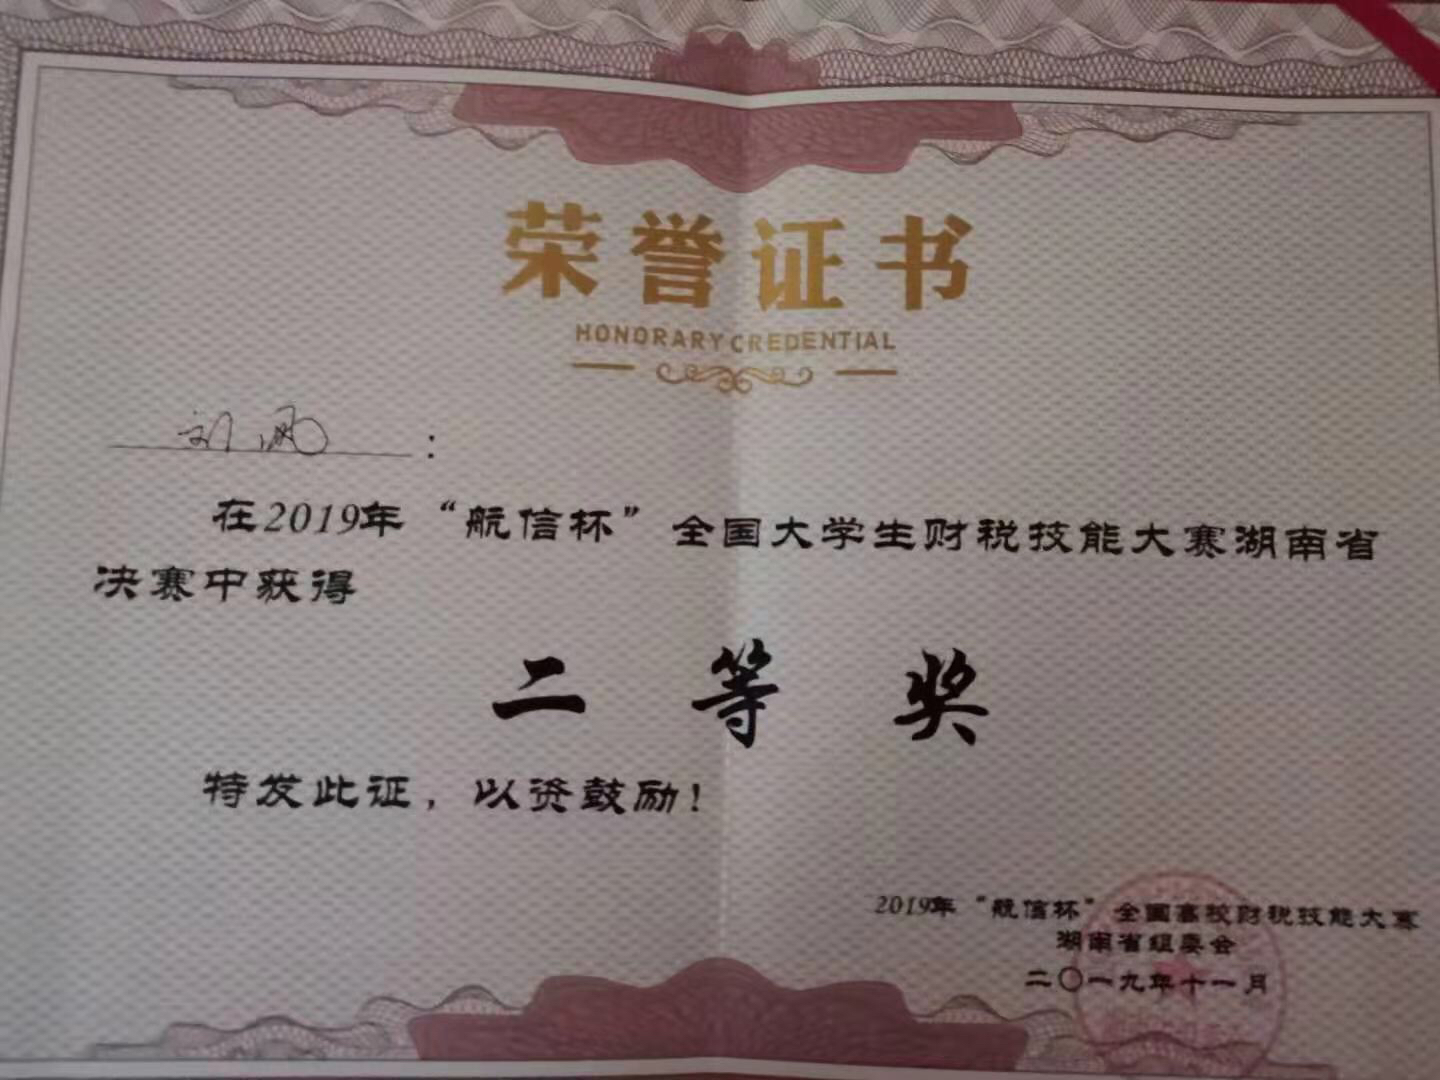 荣誉证书
HONORARY CREDENTIAL
刘凤：
在2019年“航信杯”全国大学生财税技能大赛湖南省
决赛中获得
二等奖
特发此证，以资鼓励！
2019年“航信杯”全国高校财税技能大赛
湖南省组委会
二〇一九年十一月